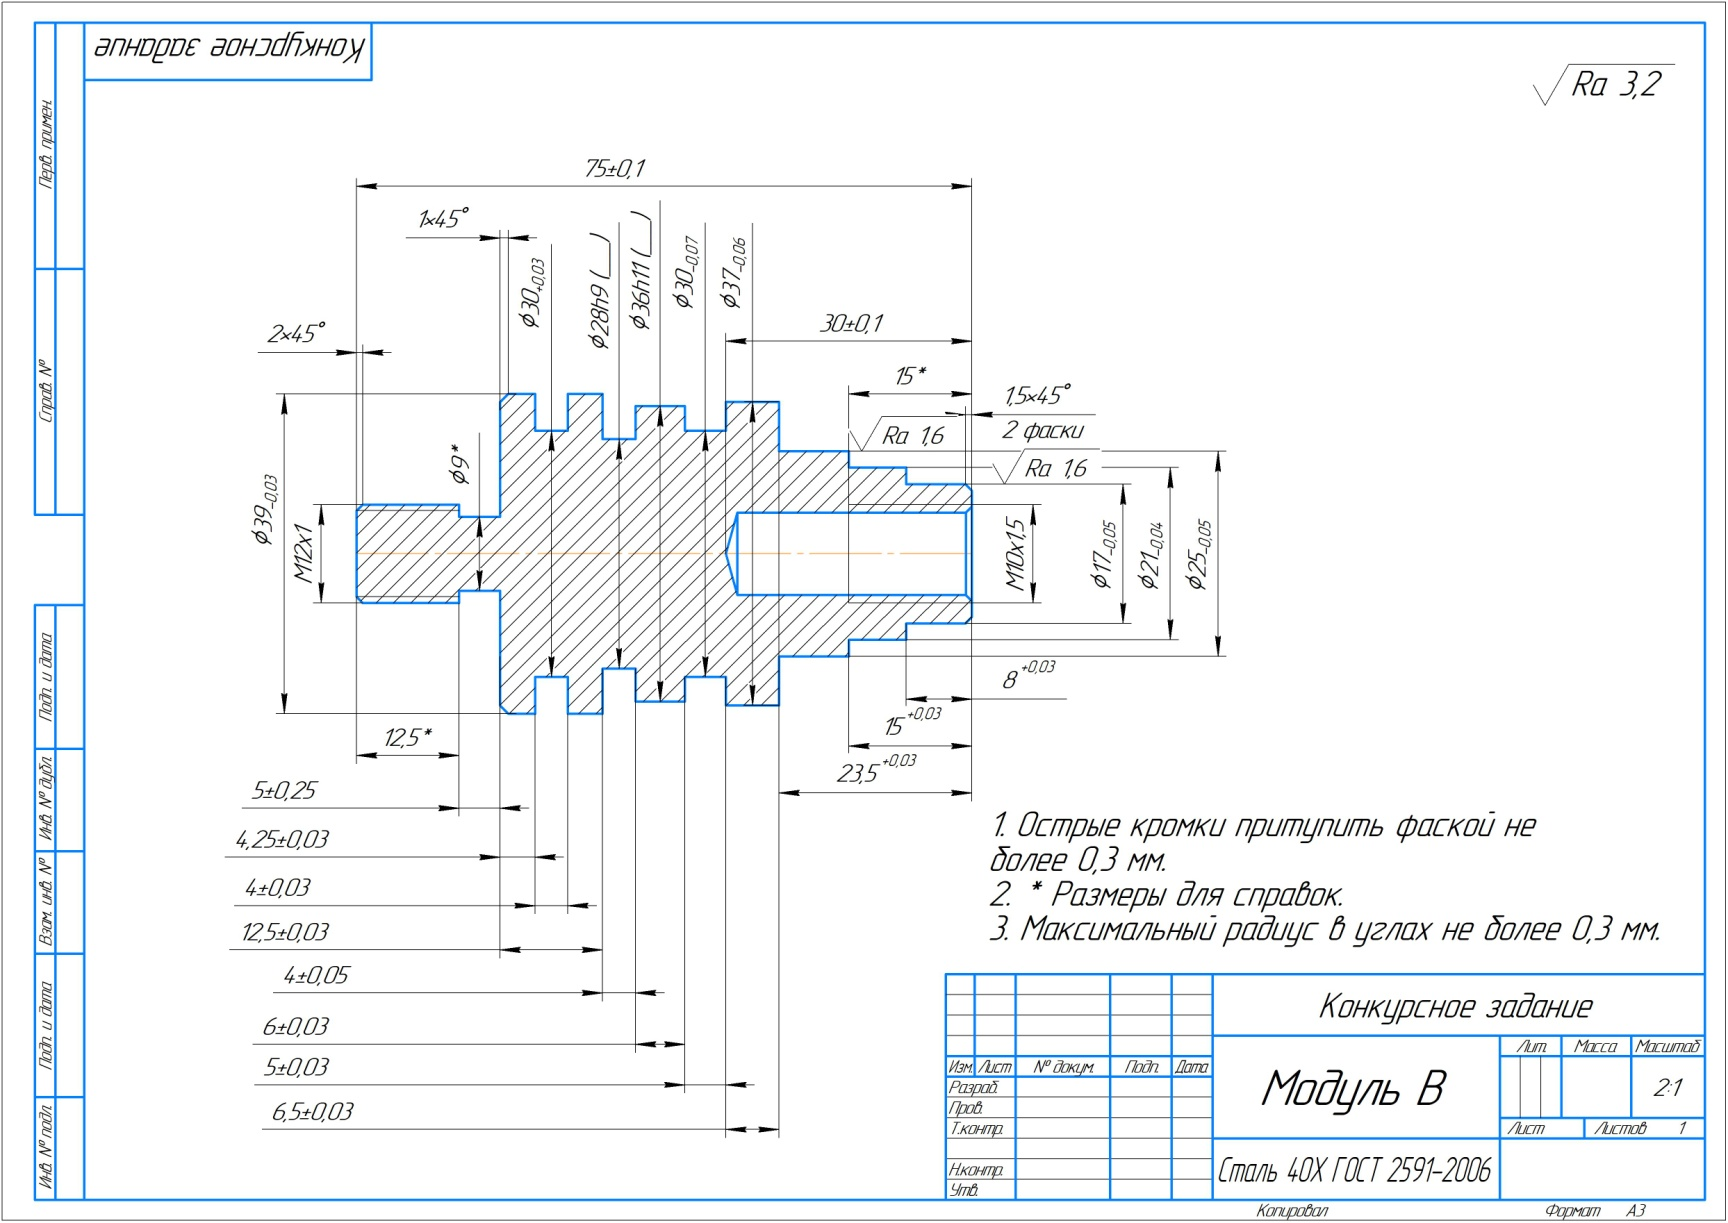 Конкурсное задание
Перв. примен.
Справ. №
Подп. и дата
Инв. № дубл.
Взам. инв. №
Подп. и дата
Инв. № подл.
Ra 3,2
75±0,1
1×45°
ϕ30+0,03
ϕ28h9 (__)
ϕ36h11 (__)
ϕ30-0,07
ϕ37-0,06
2×45°
30±0,1
15*
1,5×45°
2 фаски
Ra 1,6
Ra 1,6
ϕ39-0,03
М12х1
ϕ9*
М10х1,5
ϕ17-0,05
ϕ21-0,04
ϕ25-0,05
8+0,03
15+0,03
23,5+0,03
12,5*
5±0,25
4,25±0,03
4±0,03
12,5±0,03
4±0,05
6±0,03
5±0,03
6,5±0,03
1. Острые кромки притупить фаской не
более 0,3 мм.
2. * Размеры для справок.
3. Максимальный радиус в углах не более 0,3 мм.
Конкурсное задание
Изм. Лист № докум. Подп. Дата
Разраб.
Пров.
Т.контр.
Н.контр.
Утв.
Модуль В
Лит. Масса Масштаб
2:1
Лист Листов 1
Сталь 40Х ГОСТ 2591-2006
Копировал Формат А3